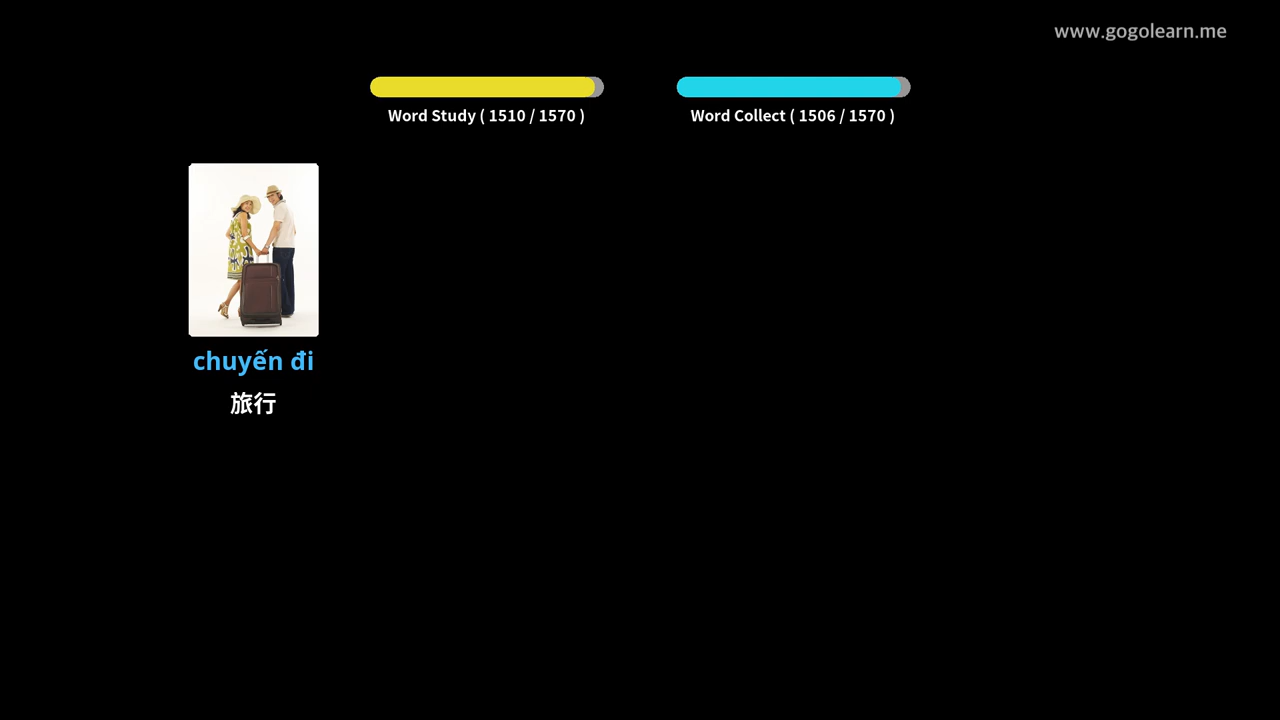 www.gogolearn.me
Word Study ( 1510 / 1570 )
Word Collect ( 1506 / 1570 )
chuyến đi
旅行